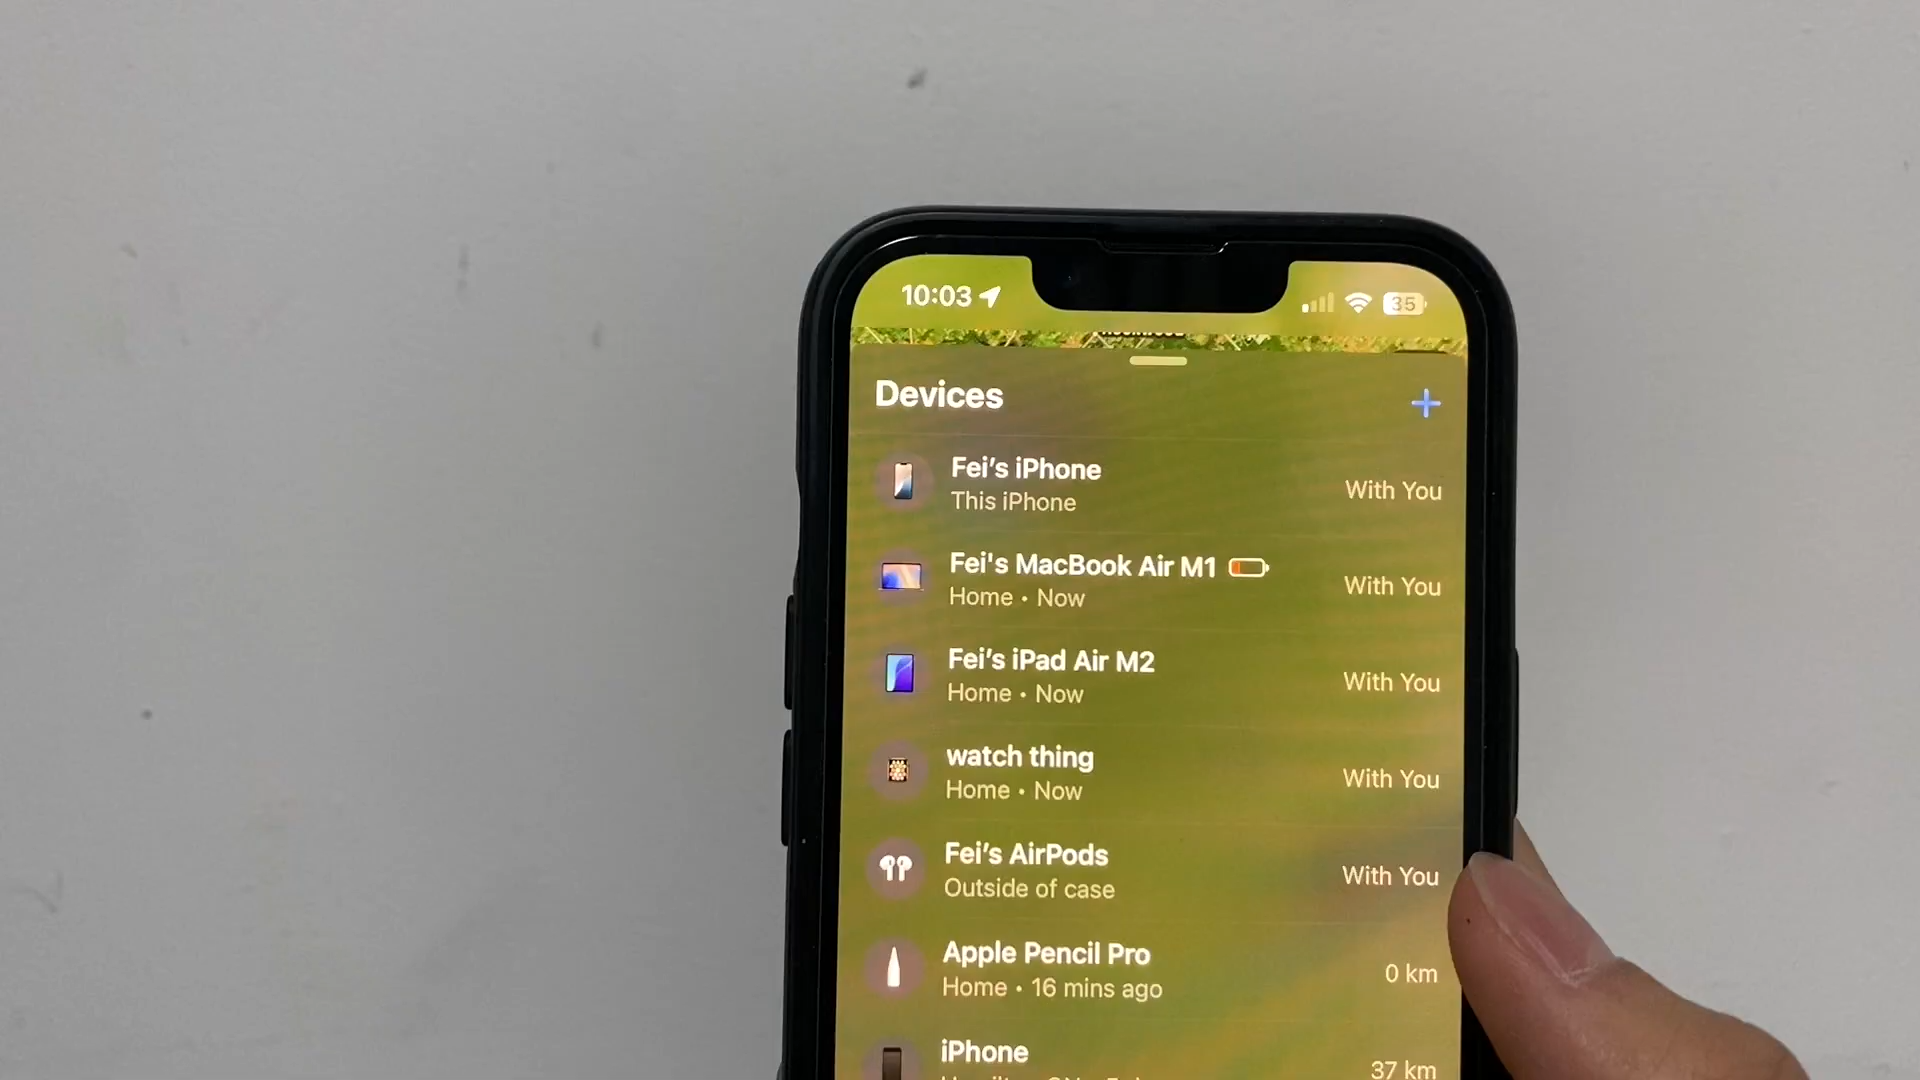 10:03
35
Devices
+
Fei’s iPhone
This iPhone
With You
Fei's MacBook Air M1
Home • Now
With You
Fei’s iPad Air M2
Home • Now
With You
watch thing
Home • Now
With You
Fei’s AirPods
Outside of case
With You
Apple Pencil Pro
Home • 16 mins ago
0 km
iPhone
37 km